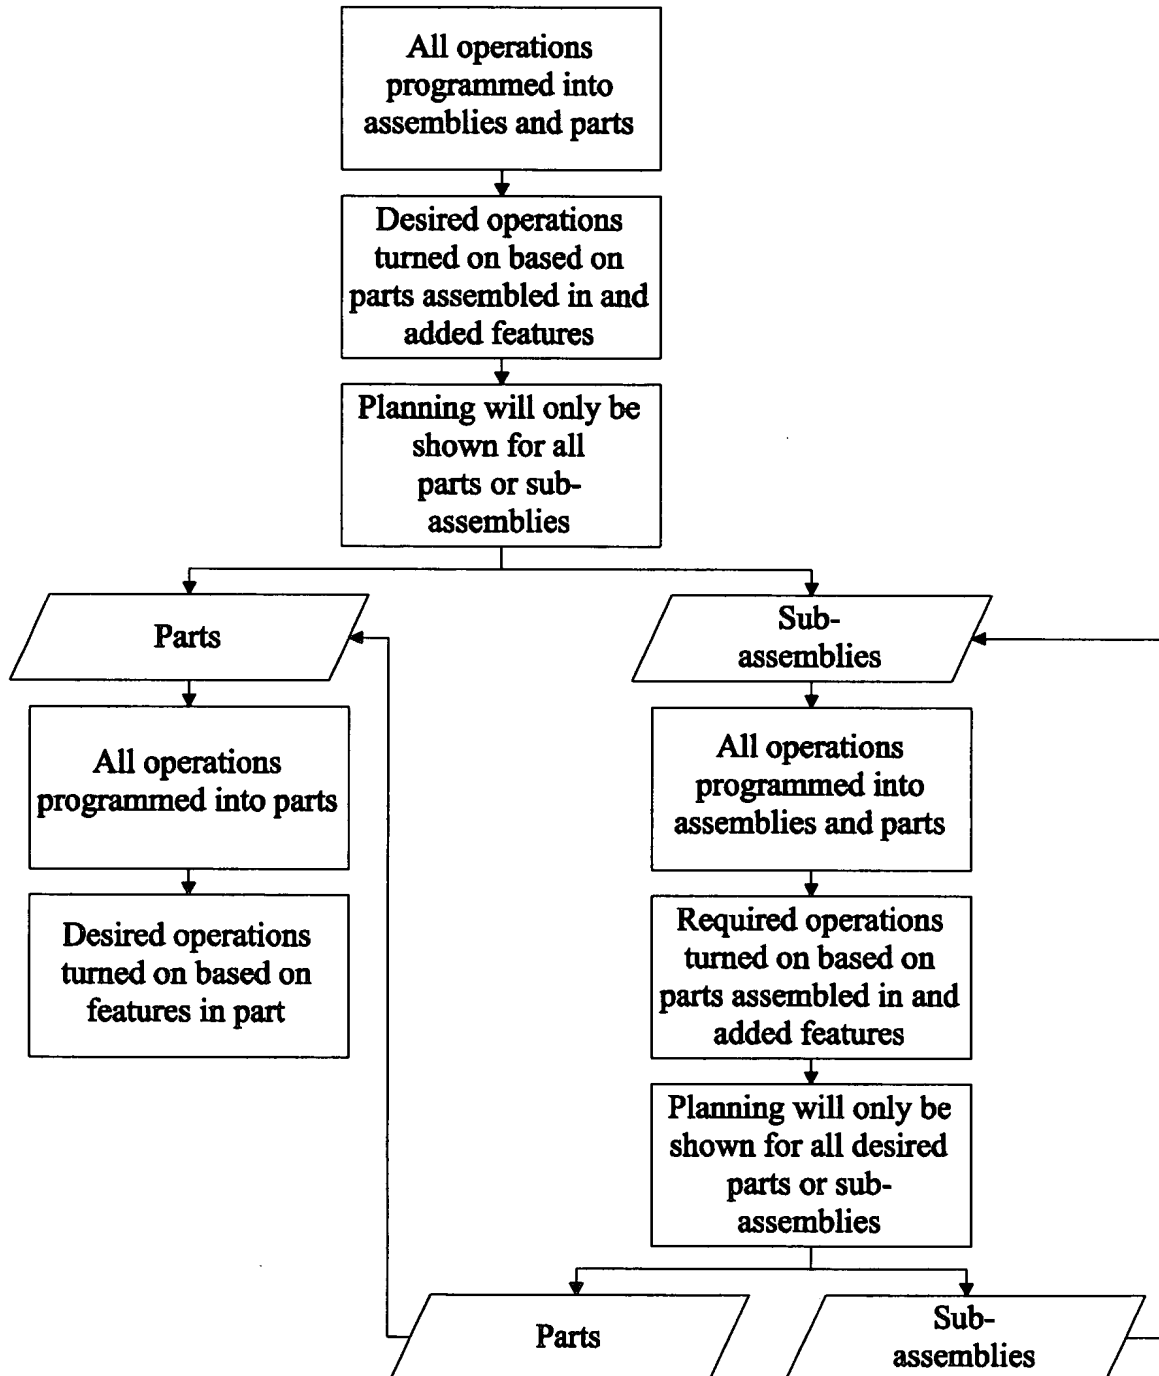 All operations
programmed into
assemblies and parts
Desired operations
turned on based on
parts assembled in and
added features
Planning will only be
shown for all
parts or sub-
assemblies
Parts
Sub-
assemblies
All operations
programmed into parts
Desired operations
turned on based on
features in part
All operations
programmed into
assemblies and parts
Required operations
turned on based on
parts assembled in and
added features
Planning will only be
shown for all desired
parts or sub-
assemblies
Parts
Sub-
assemblies